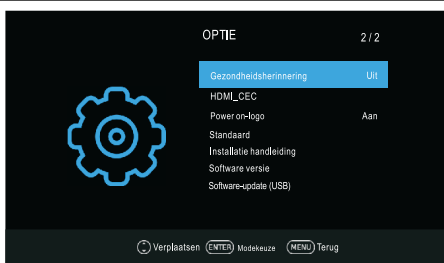 OPTIE 2 / 2
Gezondheidsherinnering Uit
HDMI_CEC
Power on-logo Aan
Standaard
Installatie handleiding
Software versie
Software-update (USB)
Verplaatsen ENTER Modekeuze MENU Terug